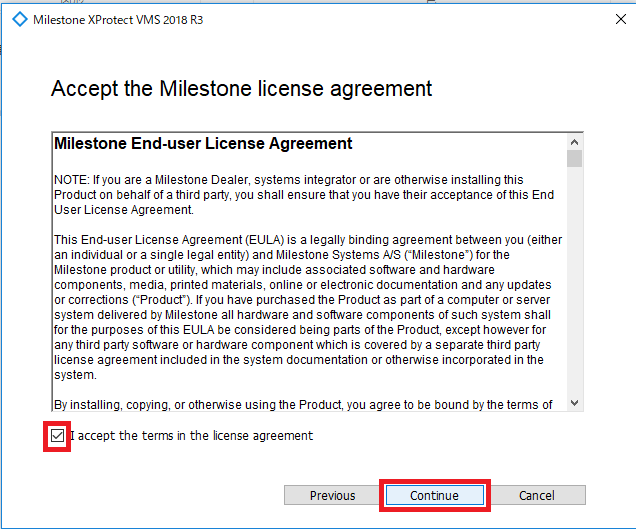 Milestone XProtect VMS 2018 R3
Accept the Milestone license agreement
Milestone End-user License Agreement
NOTE: If you are a Milestone Dealer, systems integrator or are otherwise installing this
Product on behalf of a third party, you shall ensure that you have their acceptance of this End
User License Agreement.
This End-user License Agreement (EULA) is a legally binding agreement between you (either
an individual or a single legal entity) and Milestone Systems A/S (“Milestone”) for the
Milestone product or utility, which may include associated software and hardware
components, media, printed materials, online or electronic documentation and any updates
or corrections (“Product”). If you have purchased the Product as part of a computer or server
system delivered by Milestone all hardware and software components of such system shall
for the purposes of this EULA be considered being parts of the Product, except however for
any third party software or hardware component which is covered by a separate third party
license agreement included in the system documentation or otherwise incorporated in the
system.
By installing, copying, or otherwise using the Product, you agree to be bound by the terms of
I accept the terms in the license agreement
Previous Continue Cancel